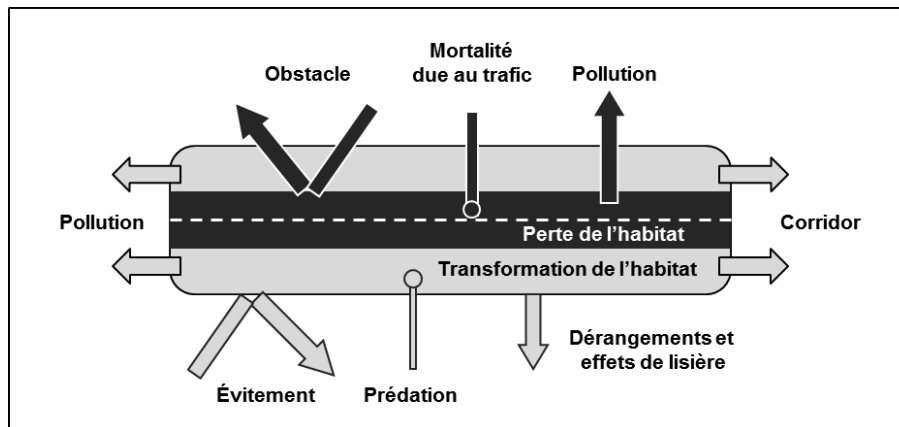 Obstacle
Mortalité
due au trafic
Pollution
Pollution
Perte de l'habitat
Corridor
Transformation de l'habitat
Évitement
Prédation
Dérangements et
effets de lisière